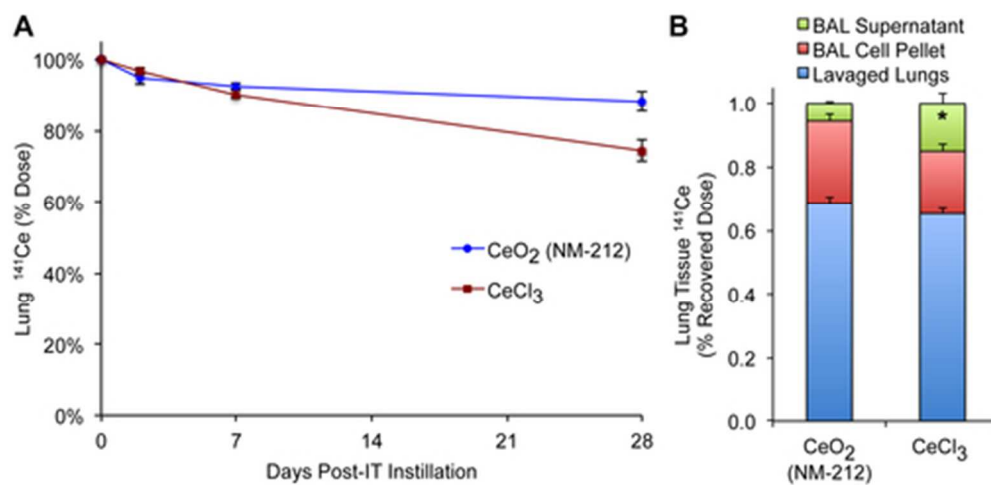 A
100%
80%
60%
40%
20%
0%
Lung ¹⁴¹Ce (% Dose)
0
7
14
21
28
Days Post-IT Instillation
CeO₂ (NM-212)
CeCl₃
B
BAL Supernatant
BAL Cell Pellet
Lavaged Lungs
1.0
0.8
0.6
0.4
0.2
0.0
Lung Tissue ¹⁴¹Ce
(% Recovered Dose)
*
CeO₂
(NM-212)
CeCl₃